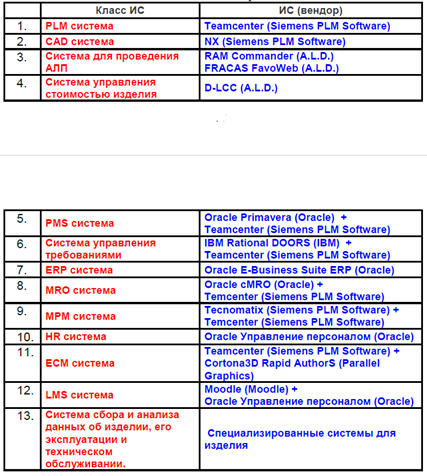 Класс ИС
ИС (вендор)
1.
PLM система
Teamcenter (Siemens PLM Software)
2.
CAD система
NX (Siemens PLM Software)
3.
Система для проведения
АЛП
RAM Commander (A.L.D.)
FRACAS FavoWeb (A.L.D.)
4.
Система управления
стоимостью изделия
D-LCC (A.L.D.)
5.
PMS система
Oracle Primavera (Oracle) +
Teamcenter (Siemens PLM Software)
6.
Система управления
требованиями
IBM Rational DOORS (IBM) +
Teamcenter (Siemens PLM Software)
7.
ERP система
Oracle E-Business Suite ERP (Oracle)
8.
MRO система
Oracle cMRO (Oracle) +
Temcenter (Siemens PLM Software)
9.
MPM система
Tecnomatix (Siemens PLM Software) +
Temcenter (Siemens PLM Software)
10.
HR система
Oracle Управление персоналом (Oracle)
11.
ECM система
Teamcenter (Siemens PLM Software) +
Cortona3D Rapid AuthorS (Parallel
Graphics)
12.
LMS система
Moodle (Moodle) +
Oracle Управление персоналом (Oracle)
13.
Система сбора и анализа
данных об изделии, его
эксплуатации и
техническом
обслуживании.
Специализированные системы для
изделия